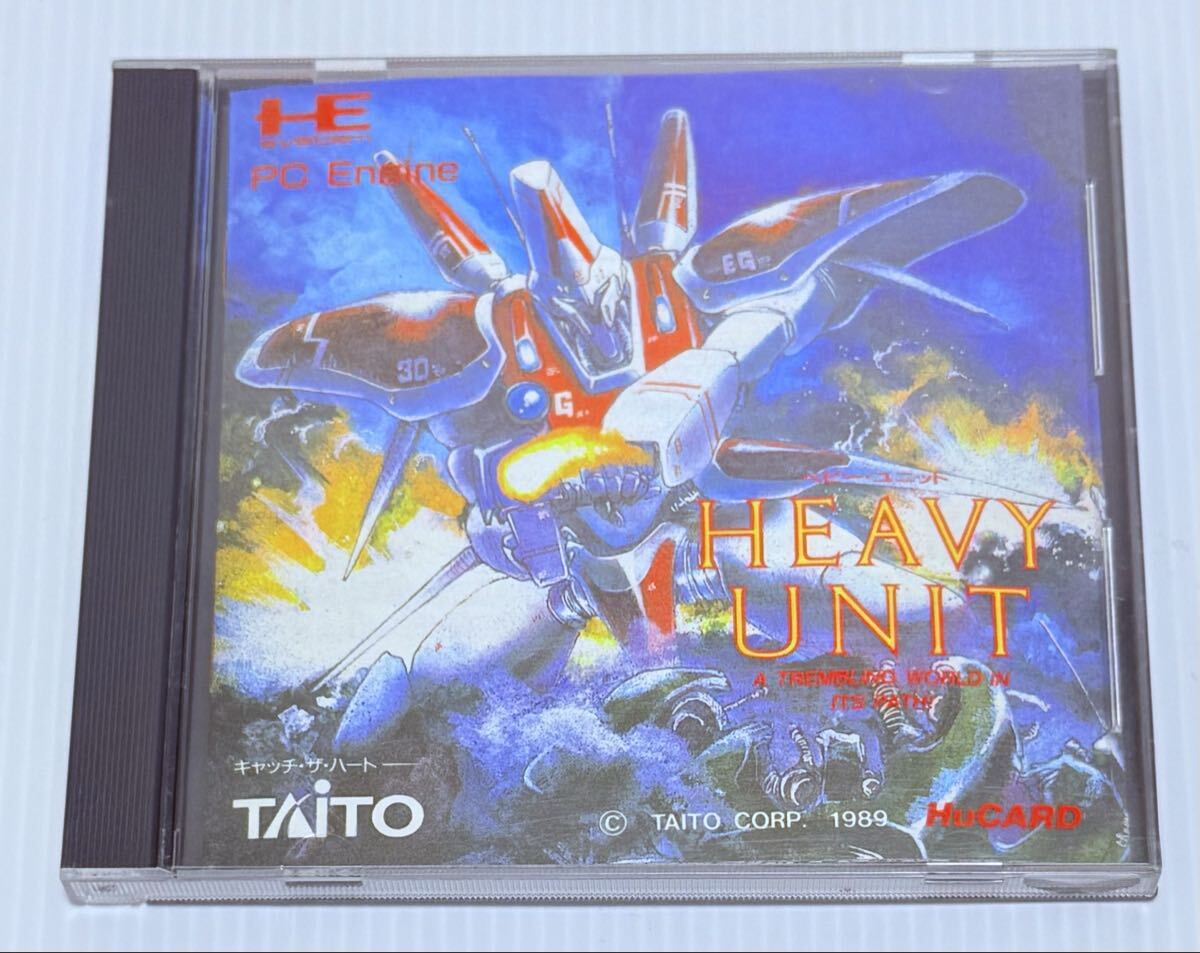 HE
SYSTEM
PC Engine
EG
30
G
ヘビー・ユニット
HEAVY
UNIT
A TREMBLING WORLD IN
ITS PATH!
キャッチ・ザ・ハート
TAITO
© TAITO CORP. 1989
HuCARD